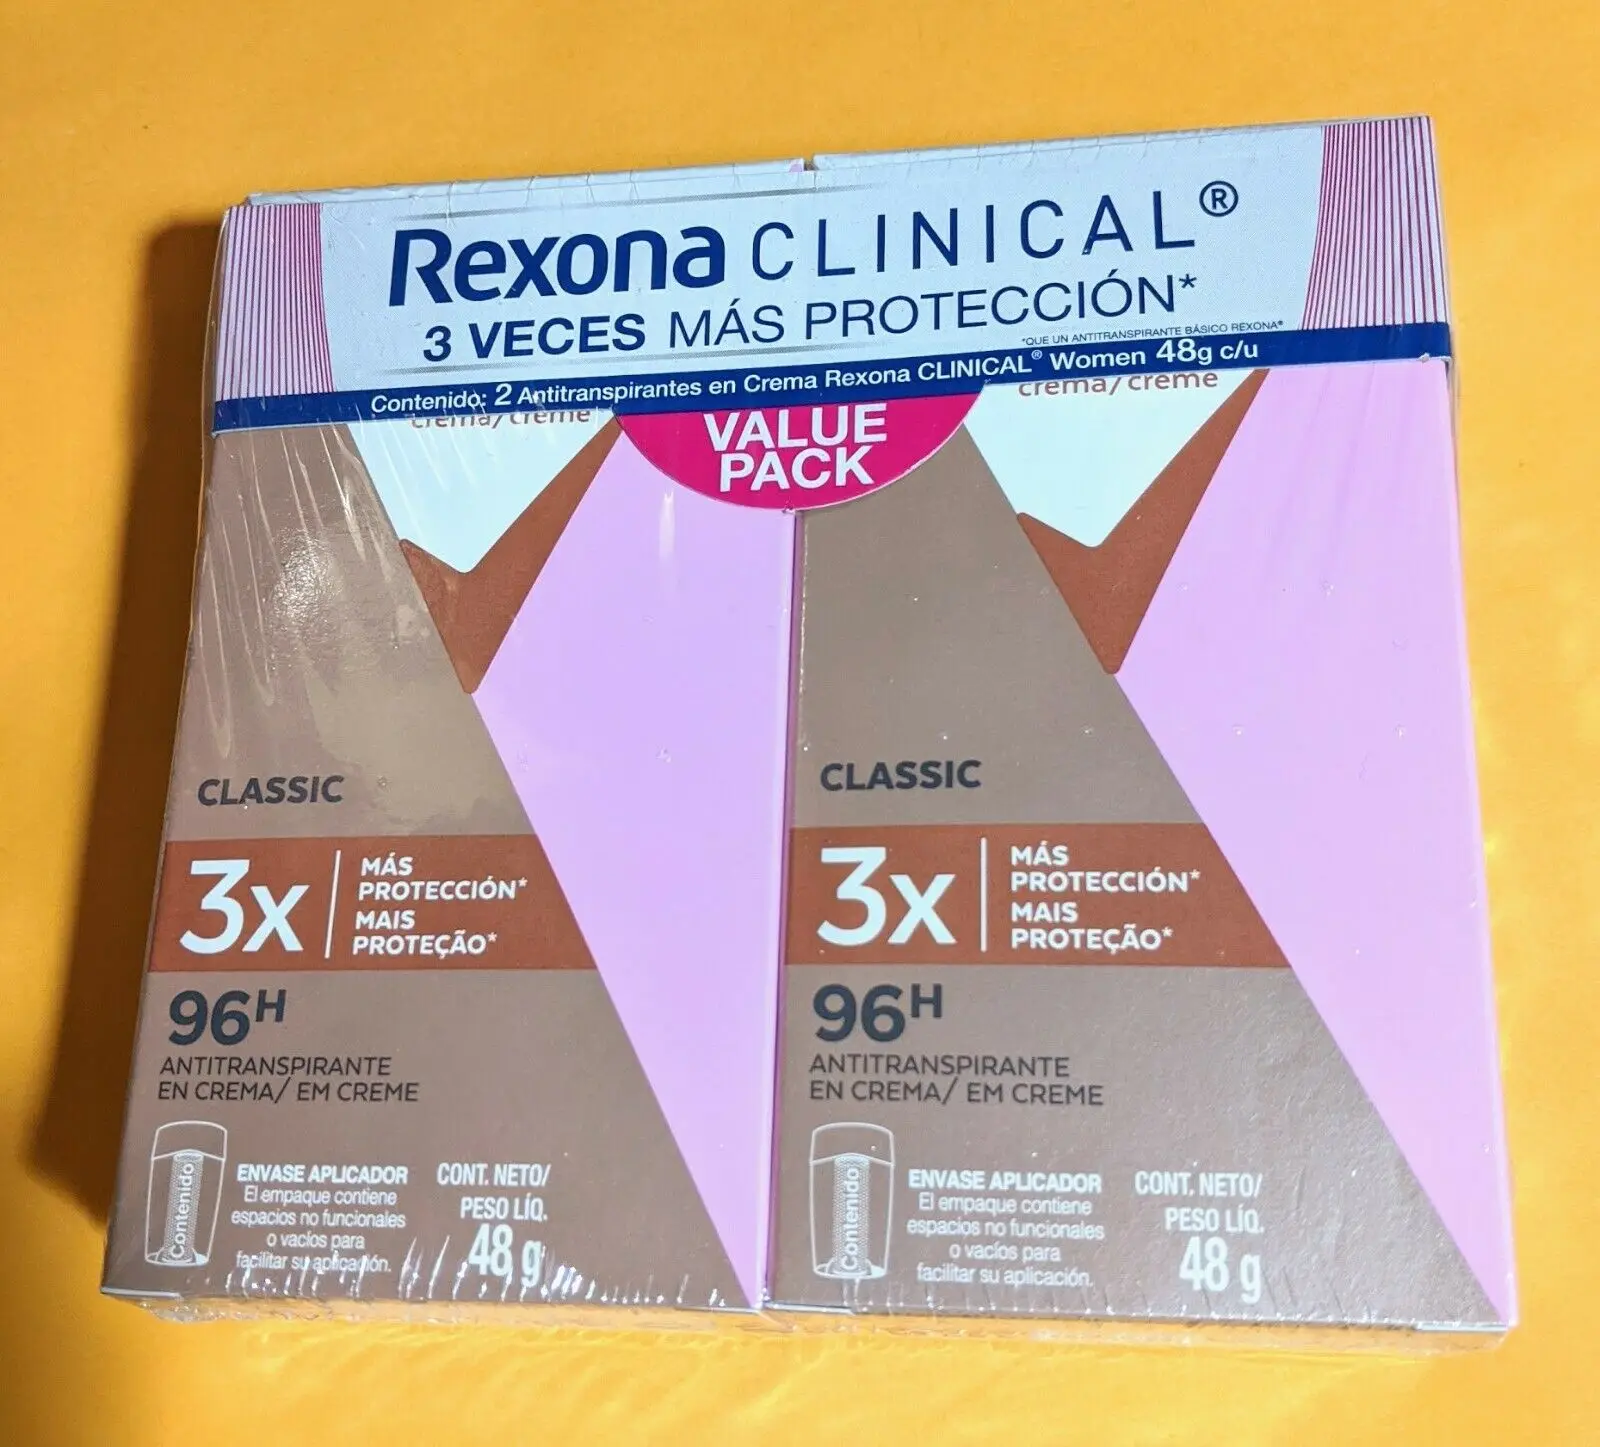 Rexona CLINICAL®
3 VECES MÁS PROTECCIÓN*
*QUE UN ANTITRANSPIRANTE BÁSICO REXONA®
Contenido: 2 Antitranspirantes en Crema Rexona CLINICAL® Women 48g c/u
crema/creme
VALUE
PACK
crema/creme
CLASSIC
3x
MÁS
PROTECCIÓN*
MAIS
PROTEÇÃO*
96H
ANTITRANSPIRANTE
EN CREMA/ EM CREME
Contenido
ENVASE APLICADOR
El empaque contiene
espacios no funcionales
o vacíos para
facilitar su aplicación.
CONT. NETO/
PESO LÍQ.
48 g
CLASSIC
3x
MÁS
PROTECCIÓN*
MAIS
PROTEÇÃO*
96H
ANTITRANSPIRANTE
EN CREMA/ EM CREME
Contenido
ENVASE APLICADOR
El empaque contiene
espacios no funcionales
o vacíos para
facilitar su aplicación.
CONT. NETO/
PESO LÍQ.
48 g